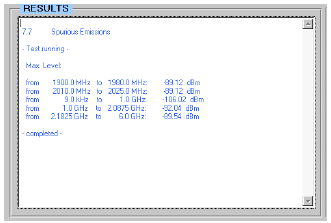 RESULTS
7.7 Spurious Emissions
- Test running -
Max. Level:
from 1900.0 MHz to 1980.0 MHz: -89.12 dBm
from 2010.0 MHz to 2025.0 MHz: -89.12 dBm
from 9.0 kHz to 1.0 GHz: -106.02 dBm
from 1.0 GHz to 2.0875 GHz: -92.04 dBm
from 2.1825 GHz to 6.0 GHz: -89.54 dBm
- completed -